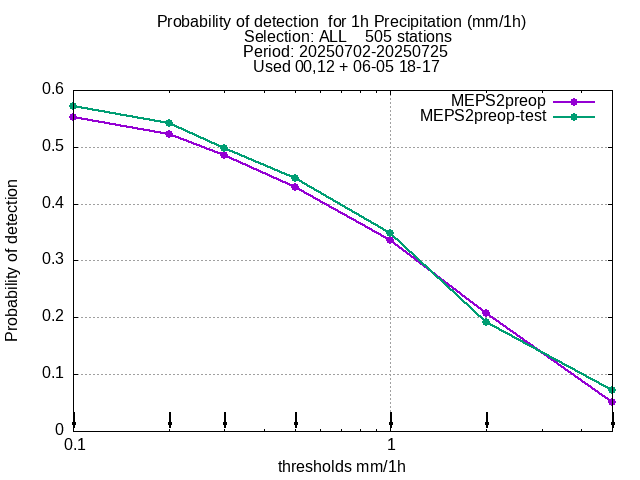 Probability of detection  for 1h Precipitation (mm/1h)
Selection: ALL    505 stations
Period: 20250702-20250725
Used 00,12 + 06-05 18-17
MEPS2preop
MEPS2preop-test
0.6
0.5
0.4
0.3
0.2
0.1
0
Probability of detection
0.1
1
thresholds mm/1h